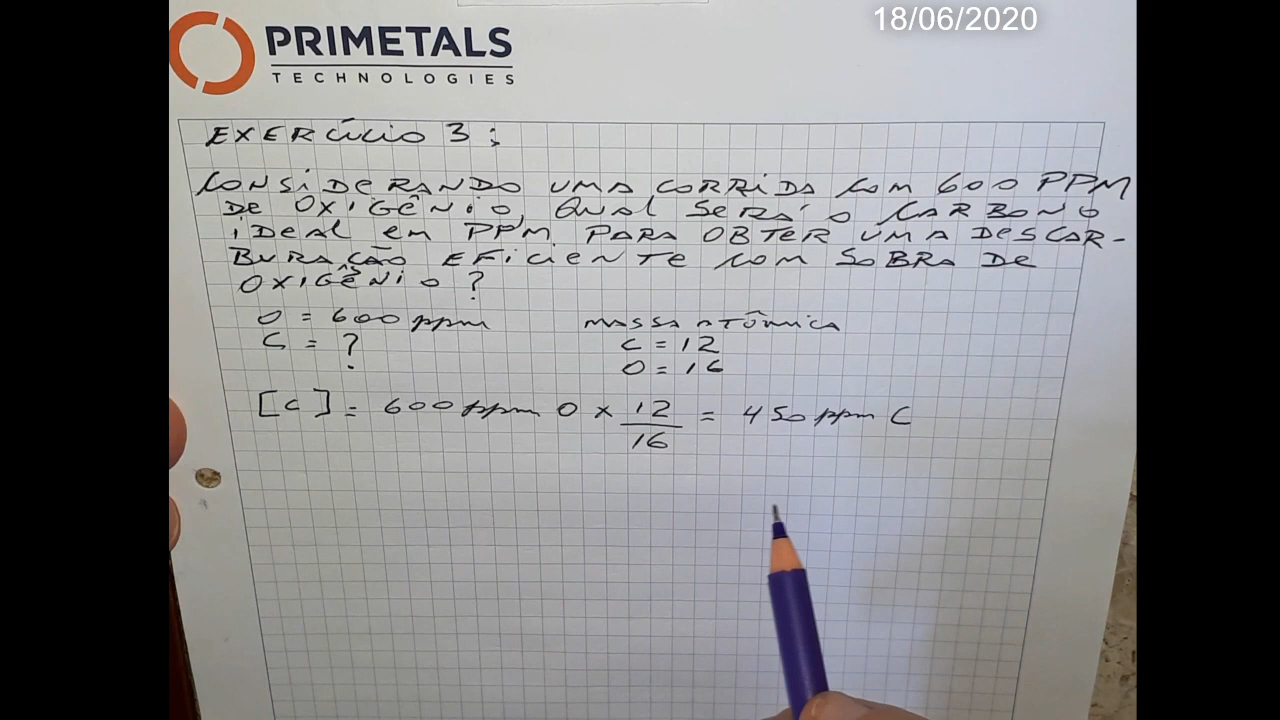 18/06/2020
PRIMETALS
TECHNOLOGIES
EXERCÍCIO 3:
CONSIDERANDO UMA CORRIDA COM 600 PPM
DE OXIGÊNIO, QUAL SERÁ O CARBONO
IDEAL EM PPM PARA OBTER UMA DESCAR-
BURAÇÃO EFICIENTE COM SOBRA DE
OXIGÊNIO?
O = 600 ppm MASSA ATÔMICA
C = ? C = 12
O = 16
[C] = 600 ppm O × 12/16 = 450 ppm C